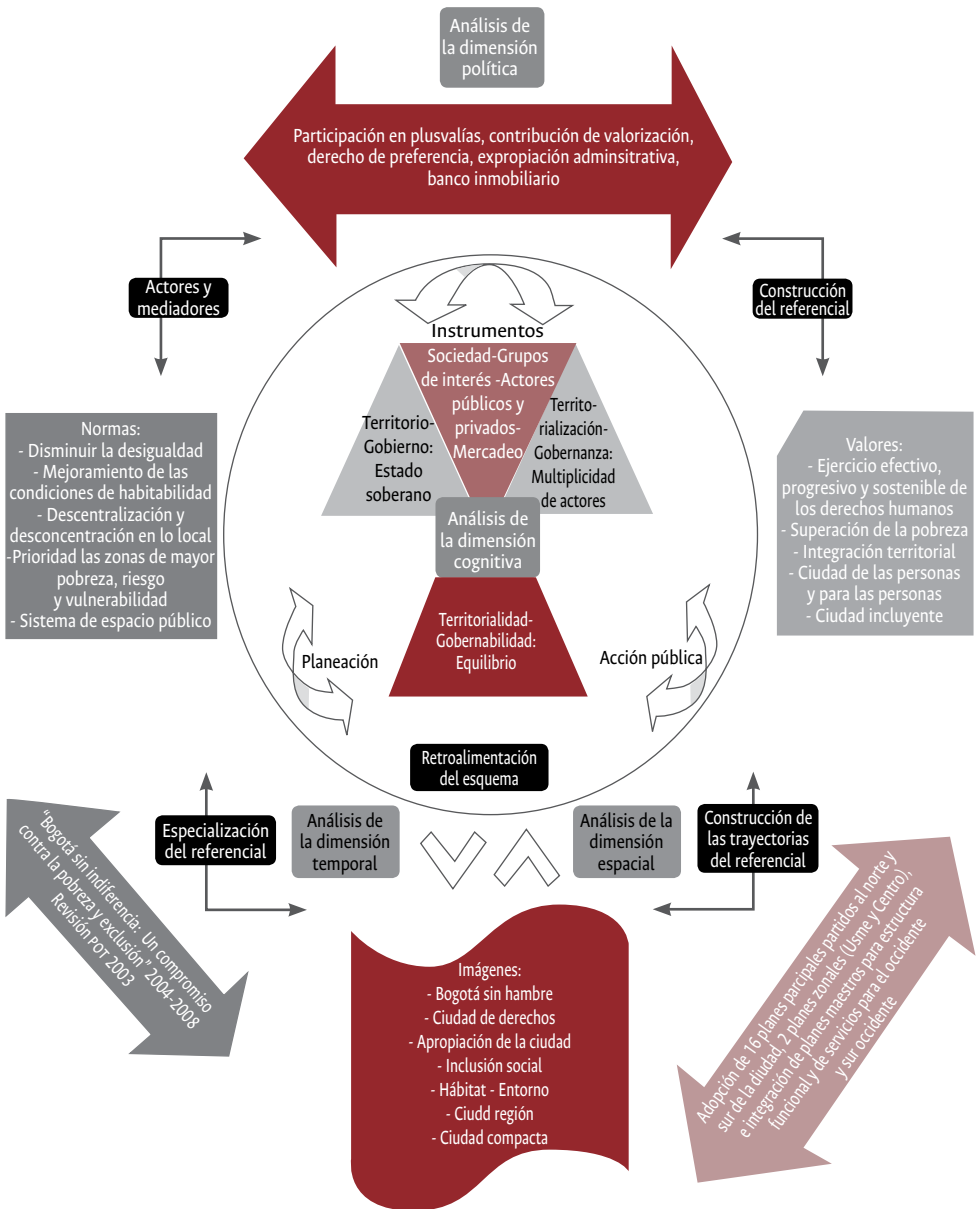 Análisis de
la dimensión
política
Participación en plusvalías, contribución de valorización,
derecho de preferencia, expropiación adminsitrativa,
banco inmobiliario
Actores y
mediadores
Construcción
del referencial
Instrumentos
Sociedad-Grupos
de interés -Actores
públicos y
privados-
Mercadeo
Territorio-
Gobierno:
Estado
soberano
Territo-
rialización-
Gobernanza:
Multiplicidad
de actores
Análisis de
la dimensión
cognitiva
Territorialidad-
Gobernabilidad:
Equilibrio
Normas:
- Disminuir la desigualdad
- Mejoramiento de las
condiciones de habitabilidad
- Descentralización y
desconcentración en lo local
-Prioridad las zonas de mayor
pobreza, riesgo
y vulnerabilidad
- Sistema de espacio público
Valores:
- Ejercicio efectivo,
progresivo y sostenible de
los derechos humanos
- Superación de la pobreza
- Integración territorial
- Ciudad de las personas
y para las personas
- Ciudad incluyente
Planeación
Acción pública
Retroalimentación
del esquema
Especialización
del referencial
Análisis de
la dimensión
temporal
Análisis de la
dimensión
espacial
Construcción de
las trayectorias
del referencial
"Bogotá sin indiferencia: Un compromiso
contra la pobreza y exclusión" 2004-2008
Revisión POT 2003
Imágenes:
- Bogotá sin hambre
- Ciudad de derechos
- Apropiación de la ciudad
- Inclusión social
- Hábitat - Entorno
- Ciudd región
- Ciudad compacta
Adopción de 16 planes parcipales partidos al norte y
sur de la diudad, 2 planes zonales (Usme y Centro),
e integración de planes maestros para estructura
funcional y de servicios para el occidente
y sur occidente